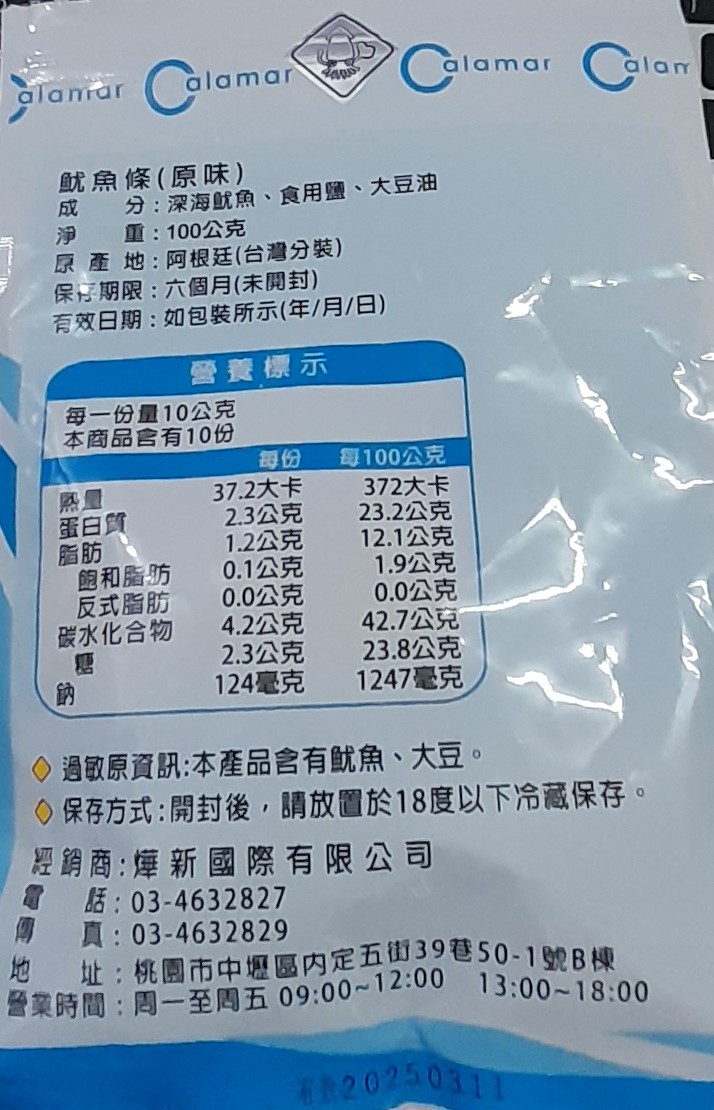 alamar Calamar Calamar Calam
魷魚條(原味)
成 分:深海魷魚、食用鹽、大豆油
淨 重:100公克
原 產 地:阿根廷(台灣分裝)
保存期限:六個月(未開封)
有效日期:如包裝所示(年/月/日)
營養標示
每一份量10公克
本商品含有10份
每份 每100公克
熱量 37.2大卡 372大卡
蛋白質 2.3公克 23.2公克
脂肪 1.2公克 12.1公克
飽和脂肪 0.1公克 1.9公克
反式脂肪 0.0公克 0.0公克
碳水化合物 4.2公克 42.7公克
糖 2.3公克 23.8公克
鈉 124毫克 1247毫克
過敏原資訊:本產品含有魷魚、大豆。
保存方式:開封後,請放置於18度以下冷藏保存。
經銷商:燁新國際有限公司
電 話:03-4632827
傳 真:03-4632829
地 址:桃園市中壢區内定五街39巷50-1號B棟
營業時間:周一至周五 09:00~12:00 13:00~18:00
有效20250311